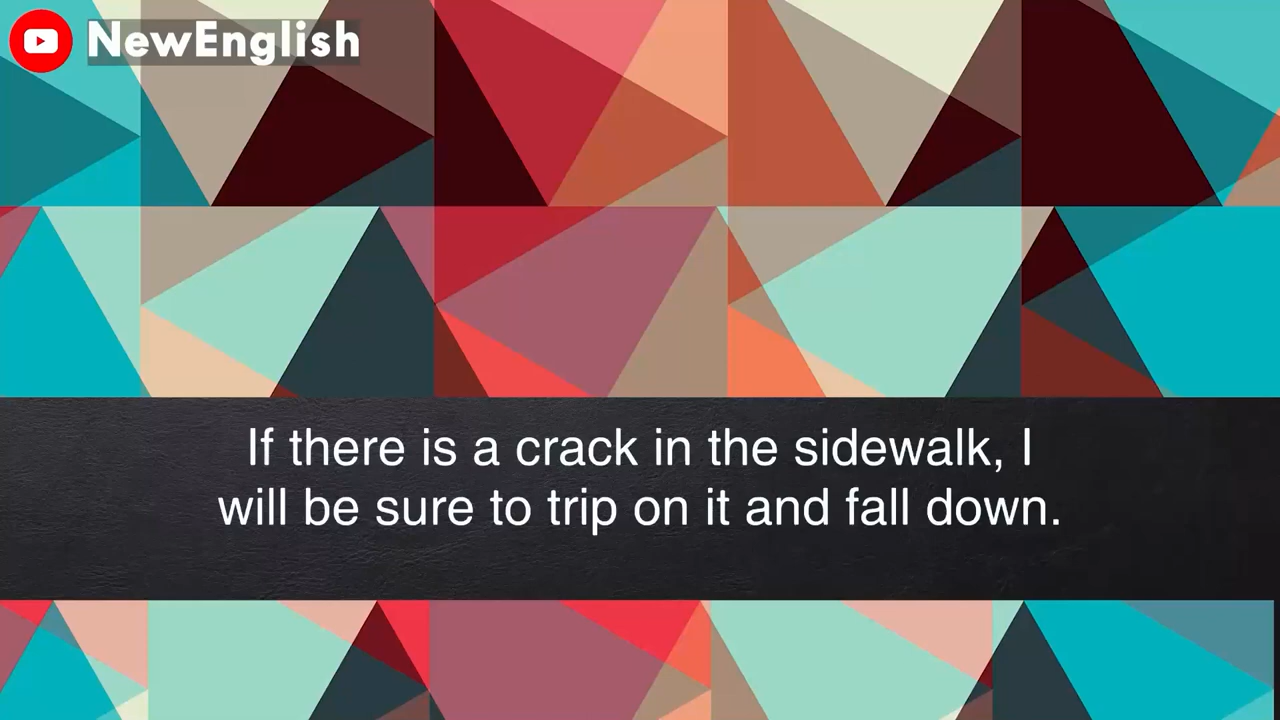 NewEnglish
If there is a crack in the sidewalk, I
will be sure to trip on it and fall down.